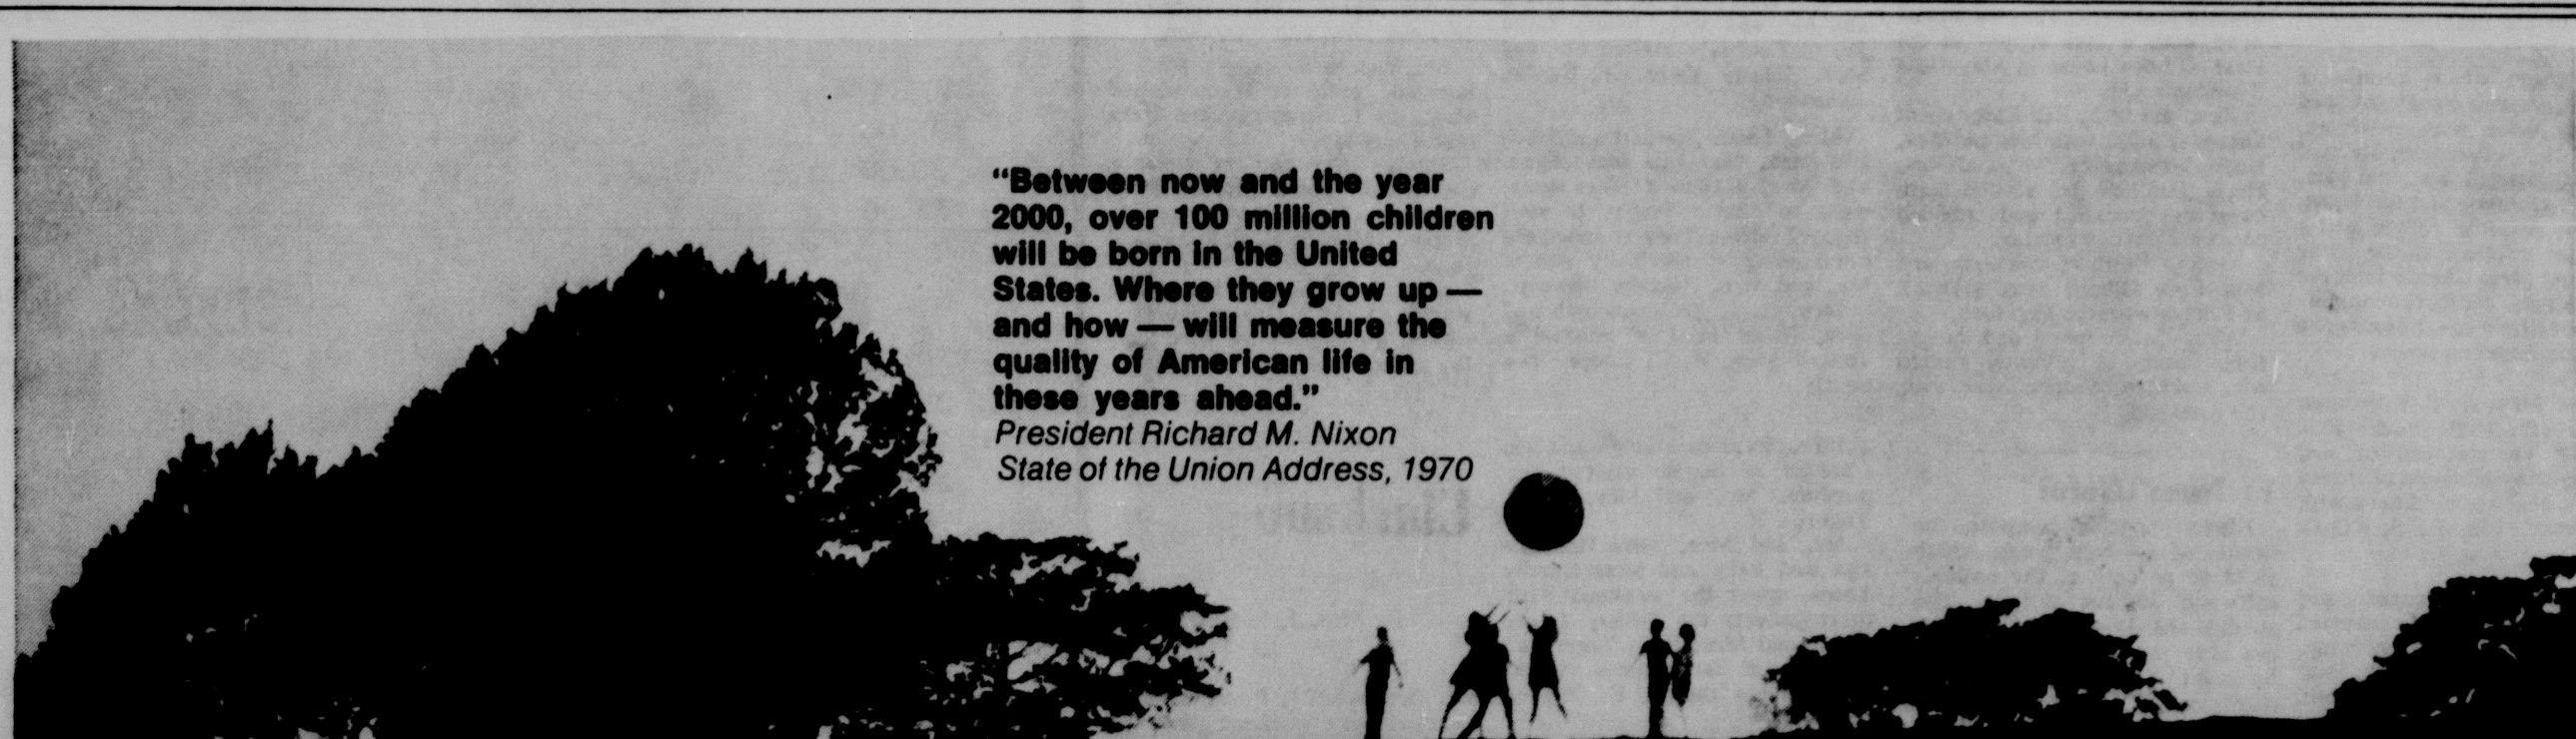 “Between now and the year
2000, over 100 million children
will be born in the United
States. Where they grow up —
and how — will measure the
quality of American life in
these years ahead.”
President Richard M. Nixon
State of the Union Address, 1970